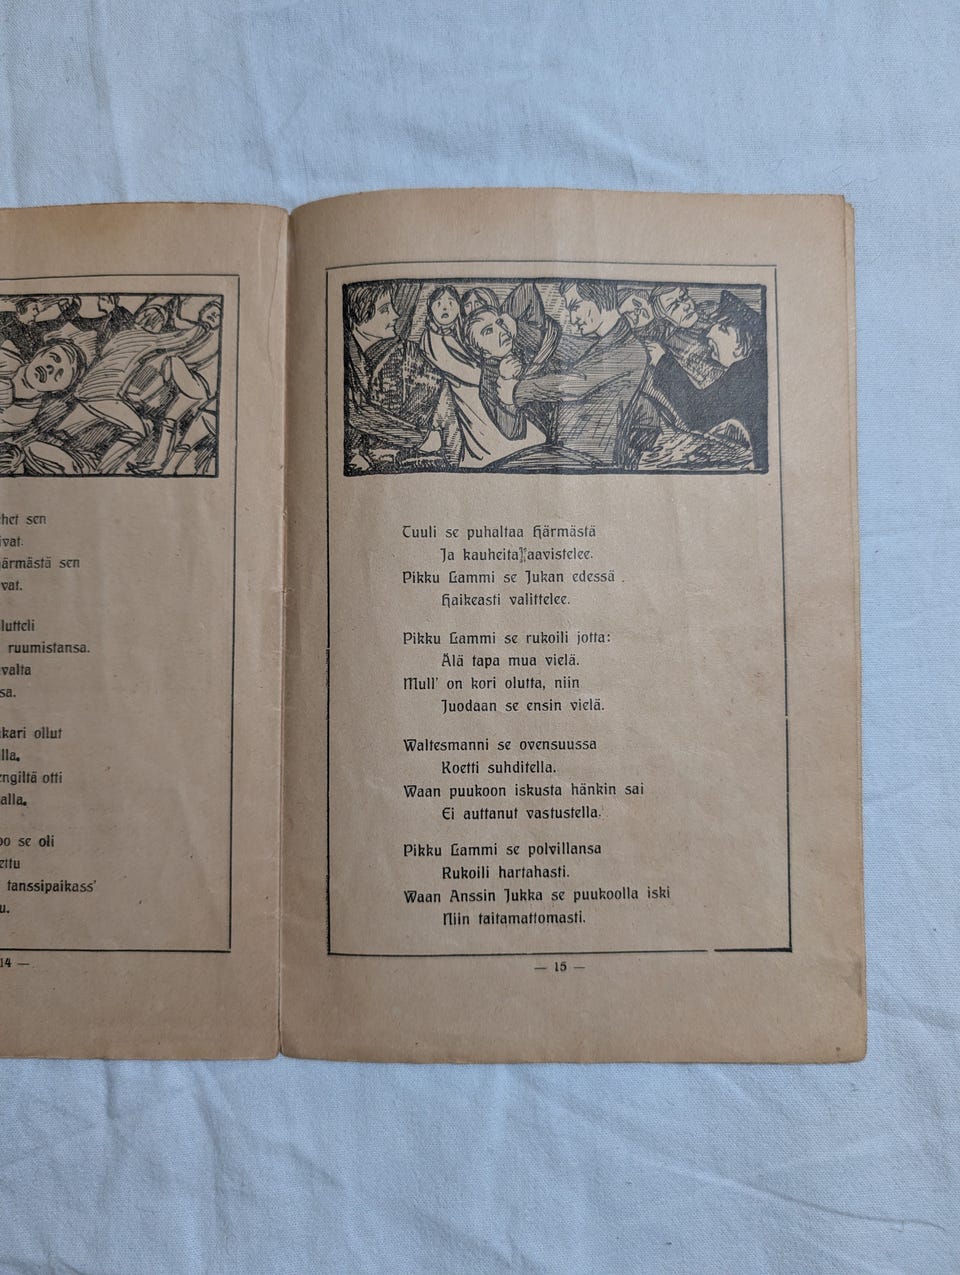 het sen
ivat.
ärmästä sen
vat.
lutteli
ruumistansa.
valta
sa.
kari ollut
lla.
engiltä otti
alla.
oo se oli
ettu
tanssipaikass'
u.
14 —
Tuuli se puhaltaa Härmästä
Ja kauheita aavistelee.
Pikku Lammi se Jukan edessä .
Haikeasti valittelee.
Pikku Lammi se rukoili jotta:
Älä tapa mua vielä.
Mull' on kori olutta, niin
Juodaan se ensin vielä.
Waltesmanni se ovensuussa
Koetti suhditella.
Waan puukoon iskusta hänkin sai
Ei auttanut vastustella.
Pikku Lammi se polvillansa
Rukoili hartahasti.
Waan Anssin Jukka se puukoolla iski
Niin taitamattomasti.
— 15 —